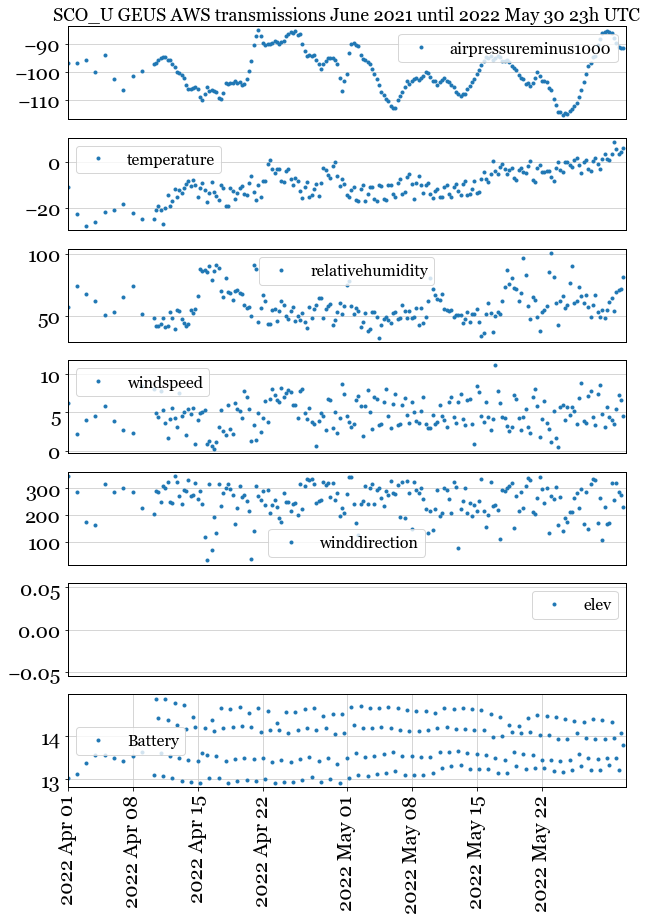 SCO_U GEUS AWS transmissions June 2021 until 2022 May 30 23h UTC
−90
−100
−110
airpressureminus1000
0
−20
temperature
100
50
relativehumidity
10
5
0
windspeed
300
200
100
winddirection
0.05
0.00
−0.05
elev
14
13
Battery
2022 Apr 01
2022 Apr 08
2022 Apr 15
2022 Apr 22
2022 May 01
2022 May 08
2022 May 15
2022 May 22